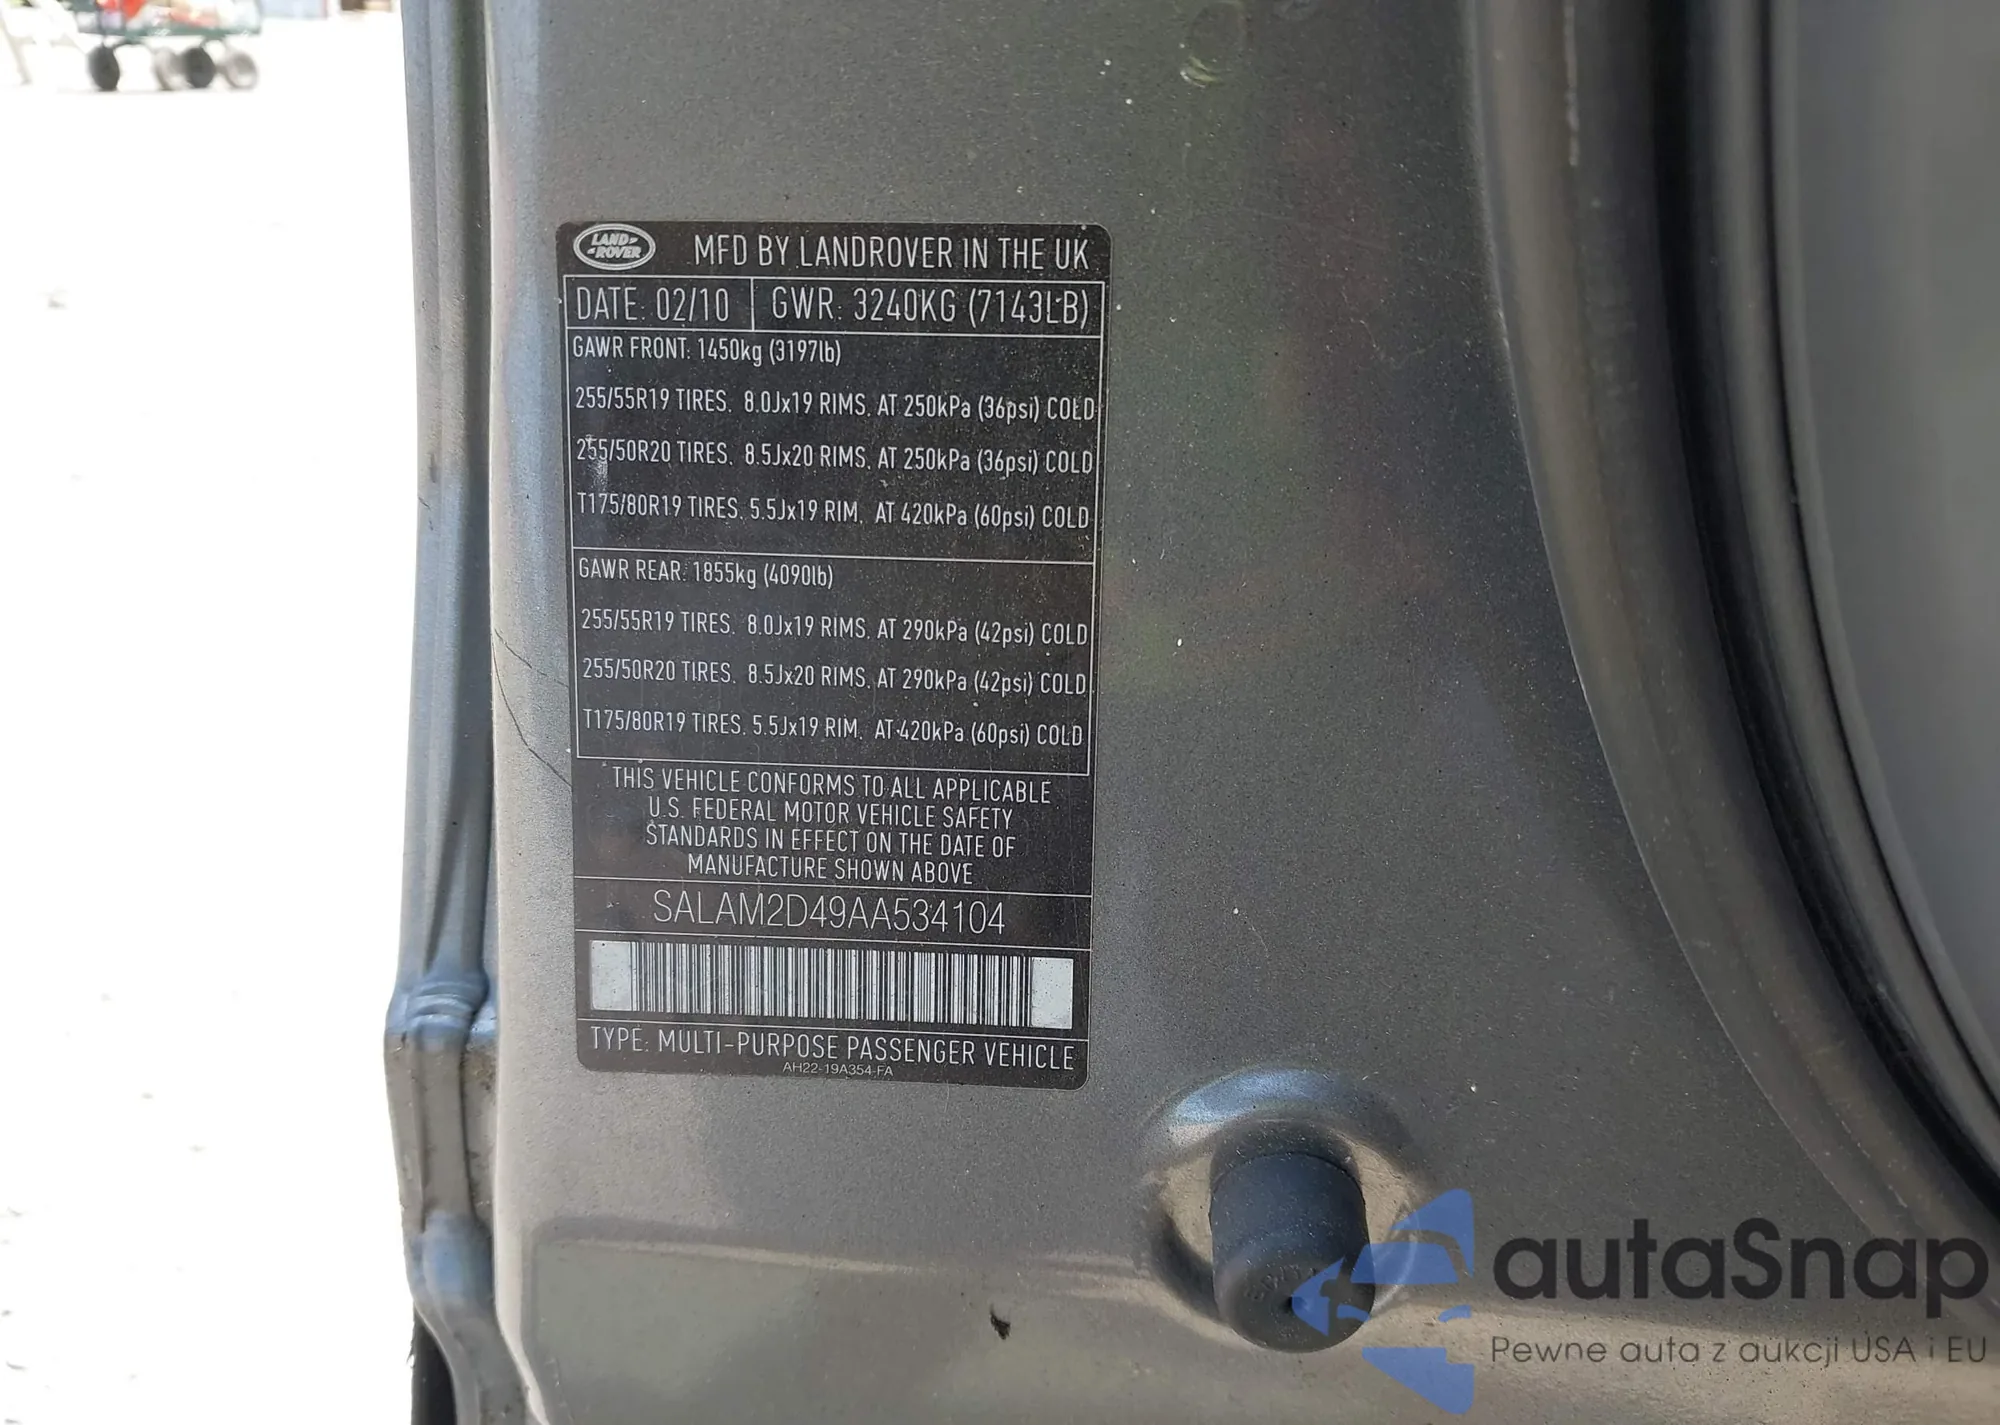 LAND-
-ROVER
MFD BY LANDROVER IN THE UK
DATE: 02/10 GWR: 3240KG (7143LB)
GAWR FRONT: 1450kg (3197lb)
255/55R19 TIRES, 8.0Jx19 RIMS, AT 250kPa (36psi) COLD
255/50R20 TIRES, 8.5Jx20 RIMS, AT 250kPa (36psi) COLD
T175/80R19 TIRES, 5.5Jx19 RIM, AT 420kPa (60psi) COLD
GAWR REAR: 1855kg (4090lb)
255/55R19 TIRES, 8.0Jx19 RIMS, AT 290kPa (42psi) COLD
255/50R20 TIRES, 8.5Jx20 RIMS, AT 290kPa (42psi) COLD
T175/80R19 TIRES, 5.5Jx19 RIM, AT 420kPa (60psi) COLD
THIS VEHICLE CONFORMS TO ALL APPLICABLE
U.S. FEDERAL MOTOR VEHICLE SAFETY
STANDARDS IN EFFECT ON THE DATE OF
MANUFACTURE SHOWN ABOVE
SALAM2D49AA534104
TYPE: MULTI-PURPOSE PASSENGER VEHICLE
AH22-19A354-FA
autaSnap
Pewne auta z aukcji USA i EU